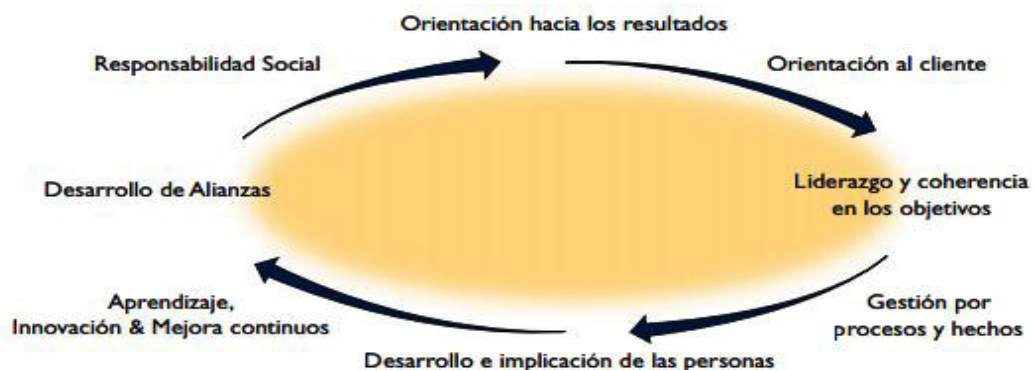 Orientación hacia los resultados
Responsabilidad Social
Orientación al cliente
Desarrollo de Alianzas
Liderazgo y coherencia
en los objetivos
Aprendizaje,
Innovación & Mejora continuos
Gestión por
procesos y hechos
Desarrollo e implicación de las personas